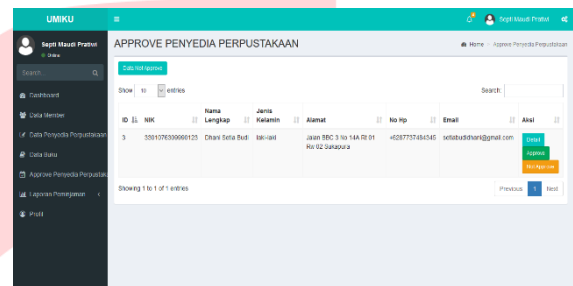 UMIKU
Septi Maudi Pratiwi
Septi Maudi Pratiwi
Online
Search...
Dashboard
Data Member
Data Penyedia Perpustakaan
Data Buku
Approve Penyedia Perpustak
Laporan Peminjaman
Profil
APPROVE PENYEDIA PERPUSTAKAAN
Home > Approve Penyedia Perpustakaan
Data Not Approve
Show 10 entries
Search:
ID NIK Nama Lengkap Jenis Kelamin Alamat No Hp Email Aksi
3 Dhani Setia Budi laki-laki Jalan BBC 3 No 14A Rt 01
Rw 02 Sukapura
+6287737484345 setiabudidhani@gmail.com
Detail
Approve
Not Approve
Showing 1 to 1 of 1 entries
Previous 1 Next